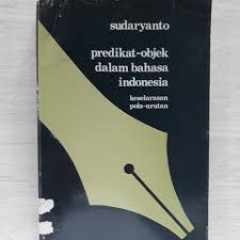 sudaryanto
predikat-objek
dalam bahasa
indonesia
keselarasan
pola-urutan